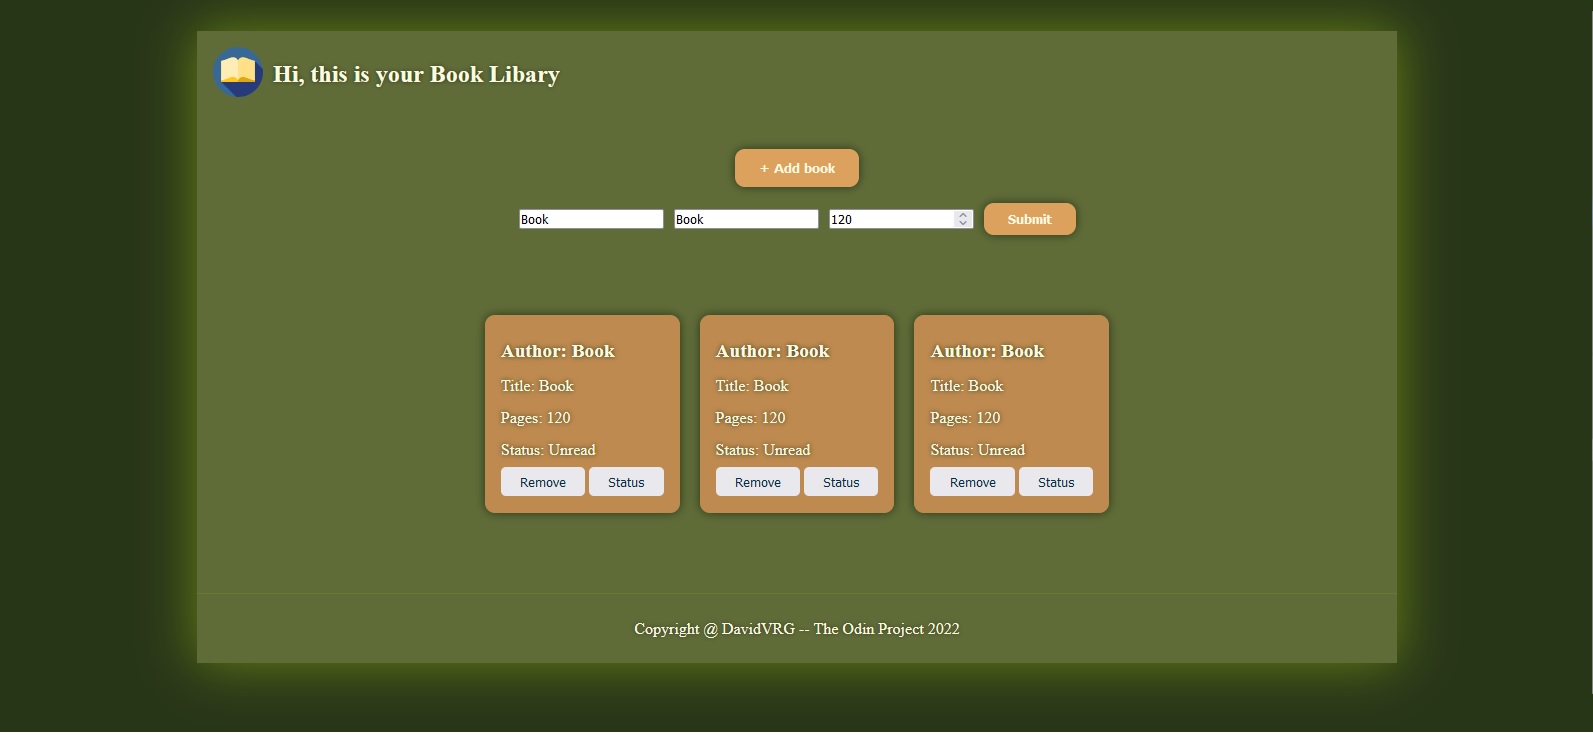 Hi, this is your Book Libary
+ Add book
Book Book 120 Submit
Author: Book Author: Book Author: Book
Title: Book Title: Book Title: Book
Pages: 120 Pages: 120 Pages: 120
Status: Unread Status: Unread Status: Unread
Remove Status Remove Status Remove Status
Copyright @ DavidVRG -- The Odin Project 2022